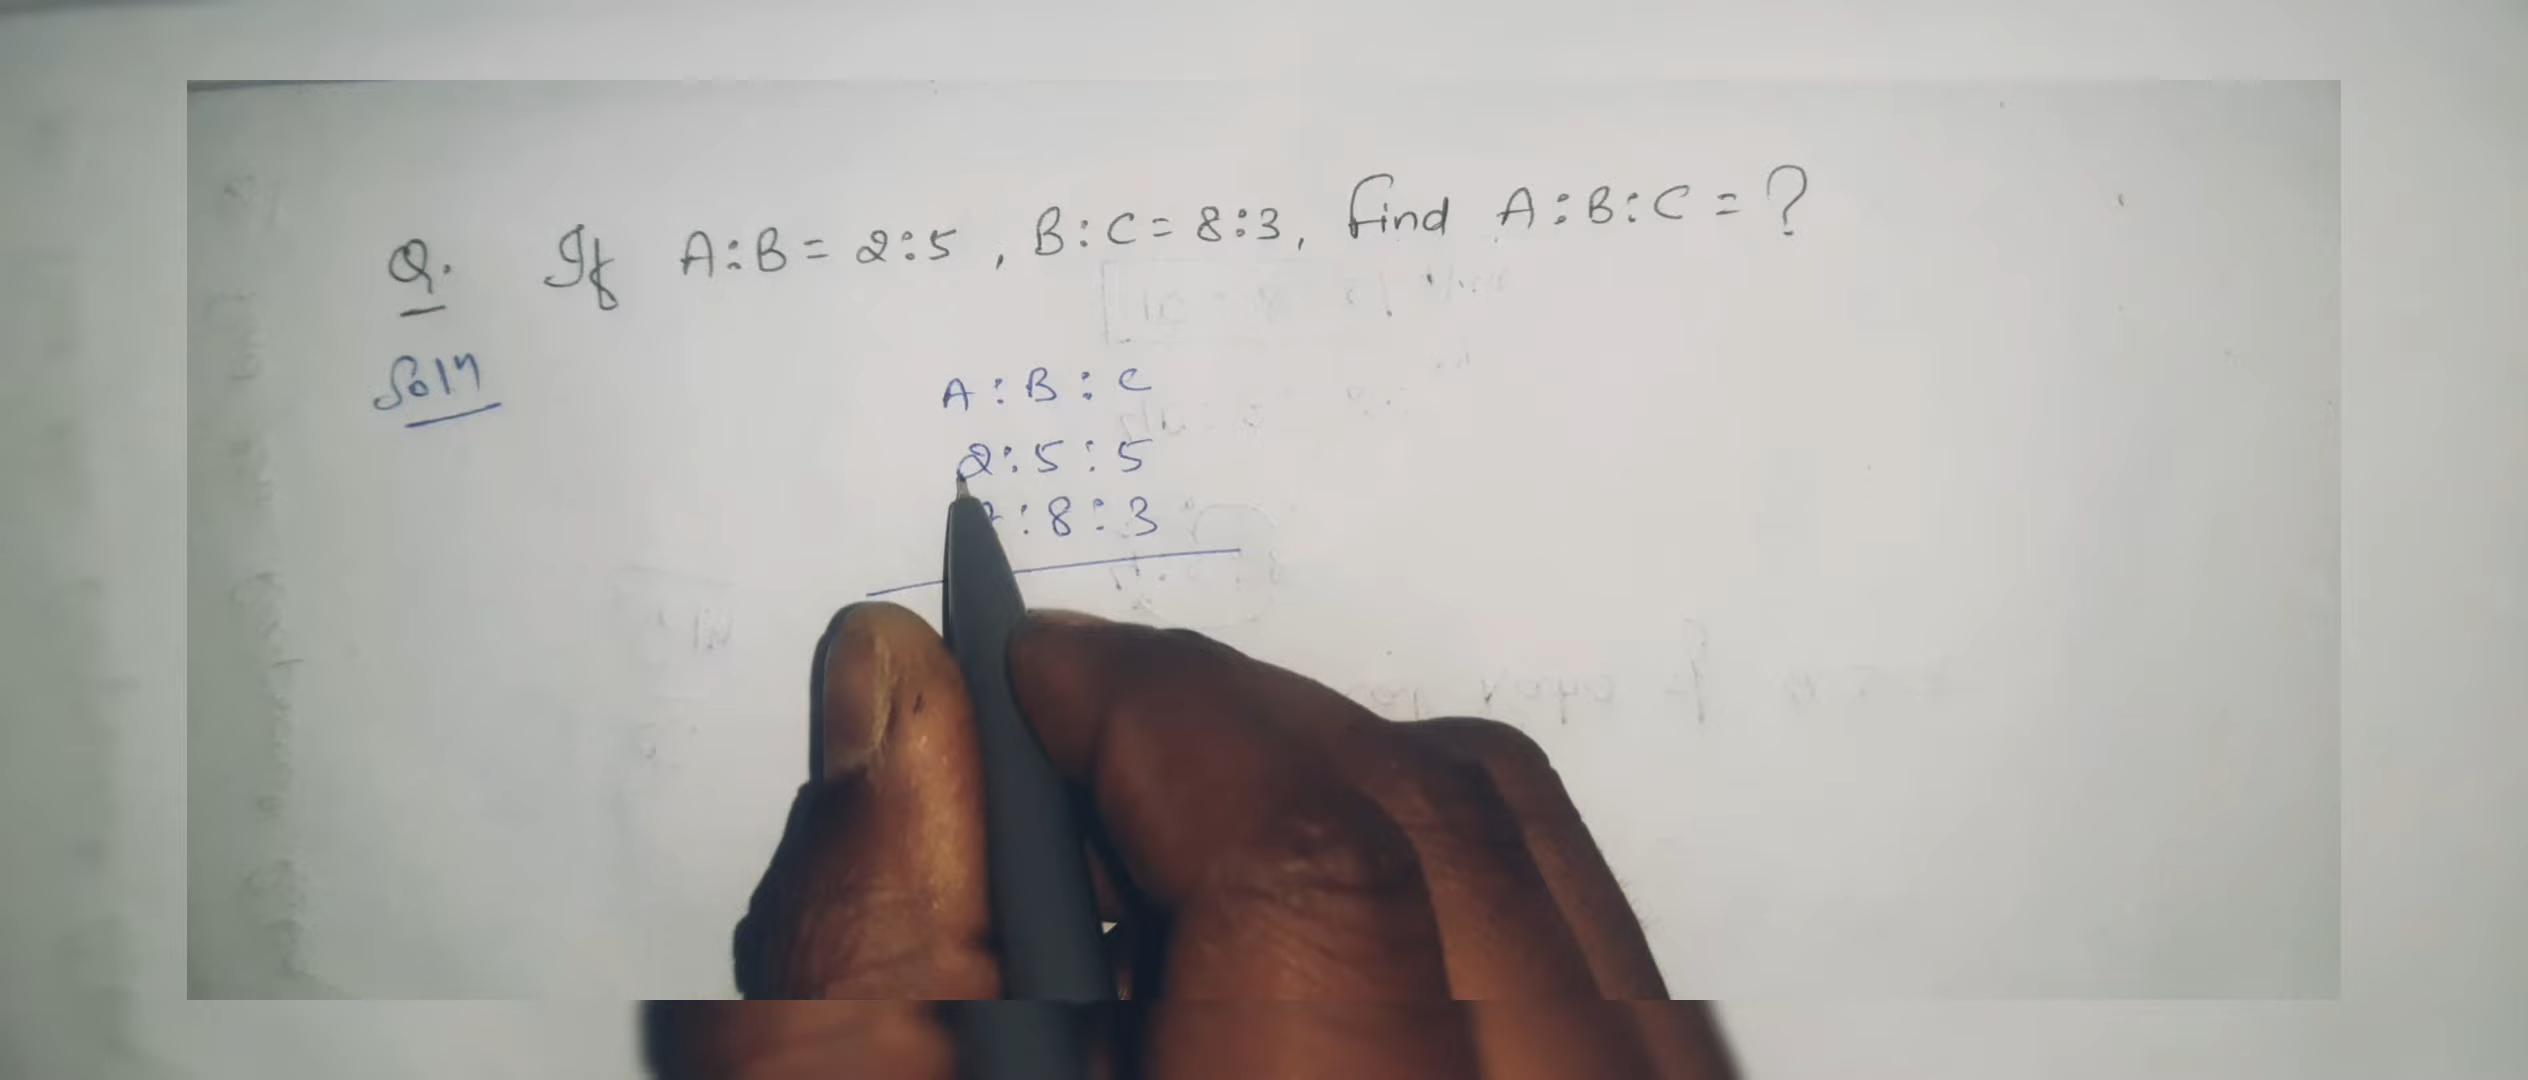 Q. If A:B = 2:5, B:C = 8:3, find A:B:C = ?
Soln
A : B : C
2 : 5 : 5
: 8 : 3